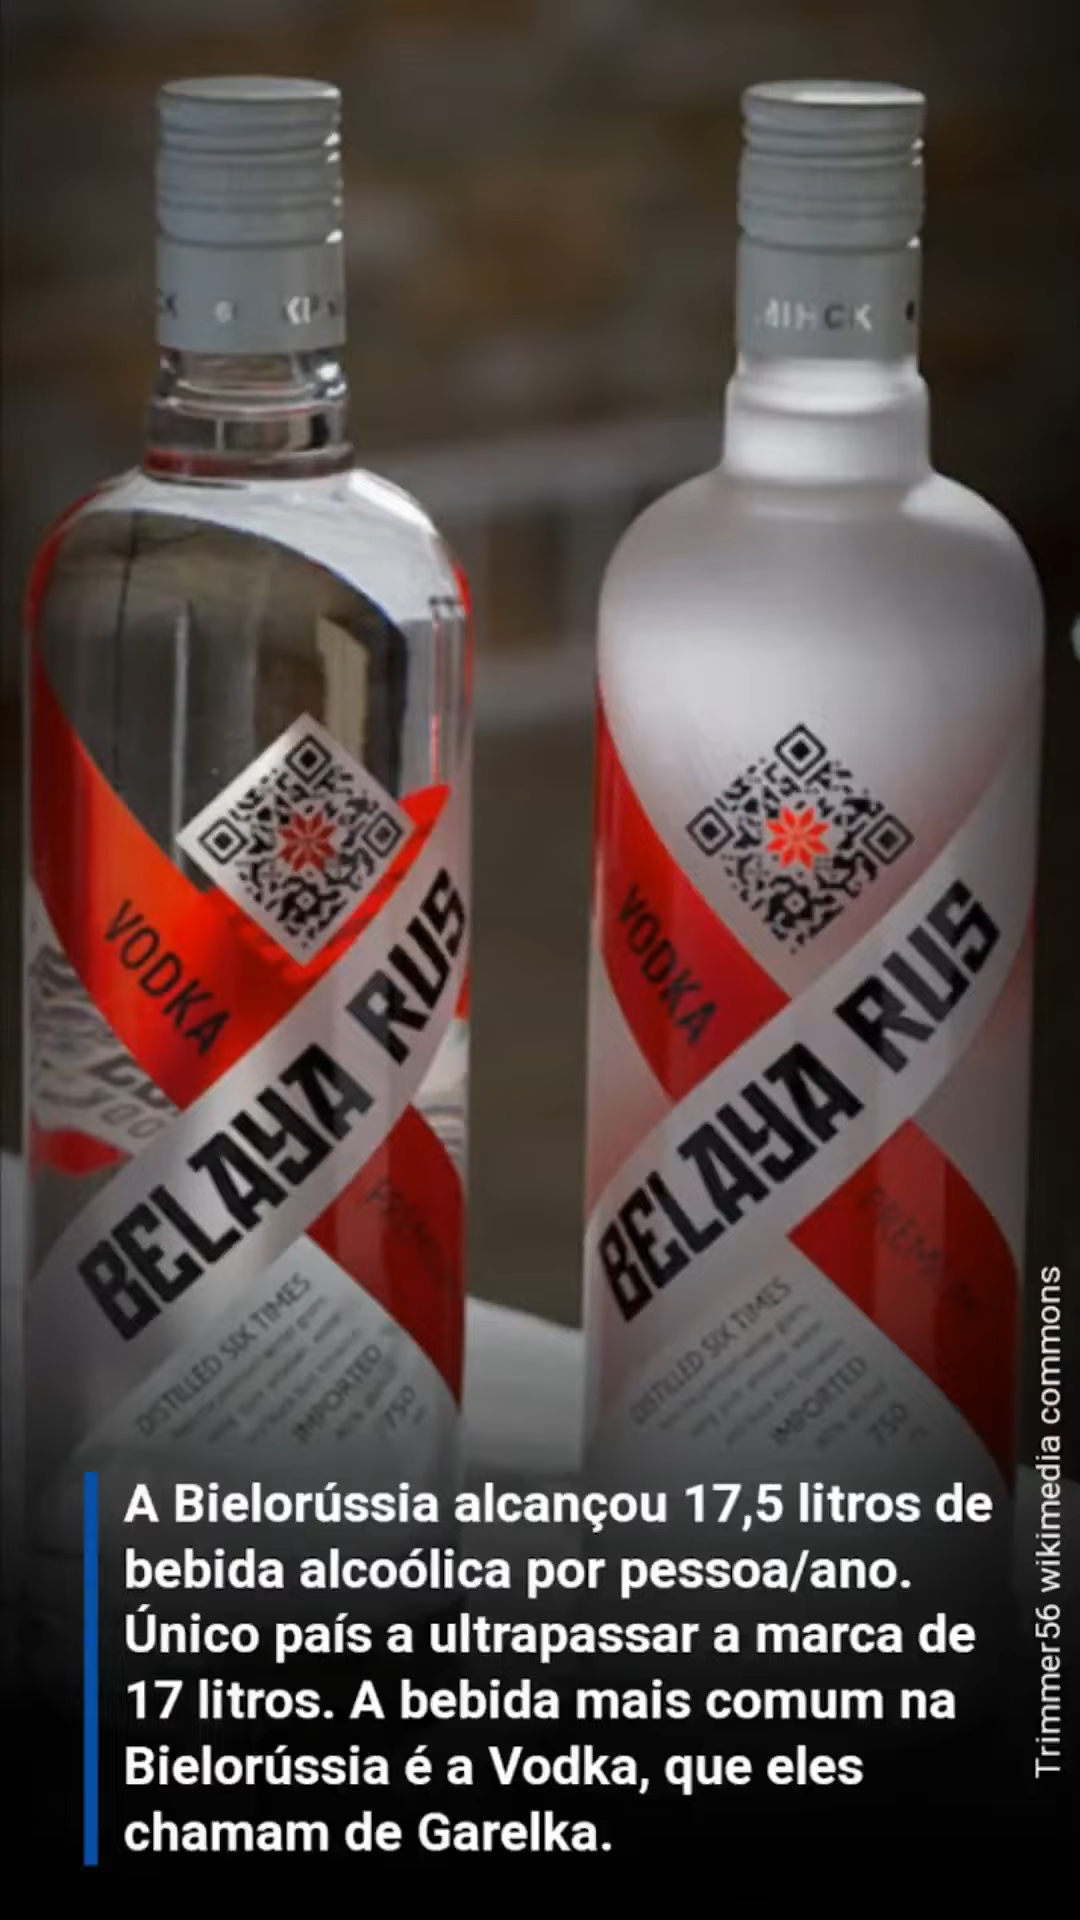 МІНСК
VODKA
BELAYA RUS
PREMIUM
DISTILLED SIX TIMES
IMPORTED
750
VODKA
BELAYA RUS
PREMIUM
DISTILLED SIX TIMES
IMPORTED
750
A Bielorússia alcançou 17,5 litros de
bebida alcoólica por pessoa/ano.
Único país a ultrapassar a marca de
17 litros. A bebida mais comum na
Bielorússia é a Vodka, que eles
chamam de Garelka.
Trimmer56 wikimedia commons